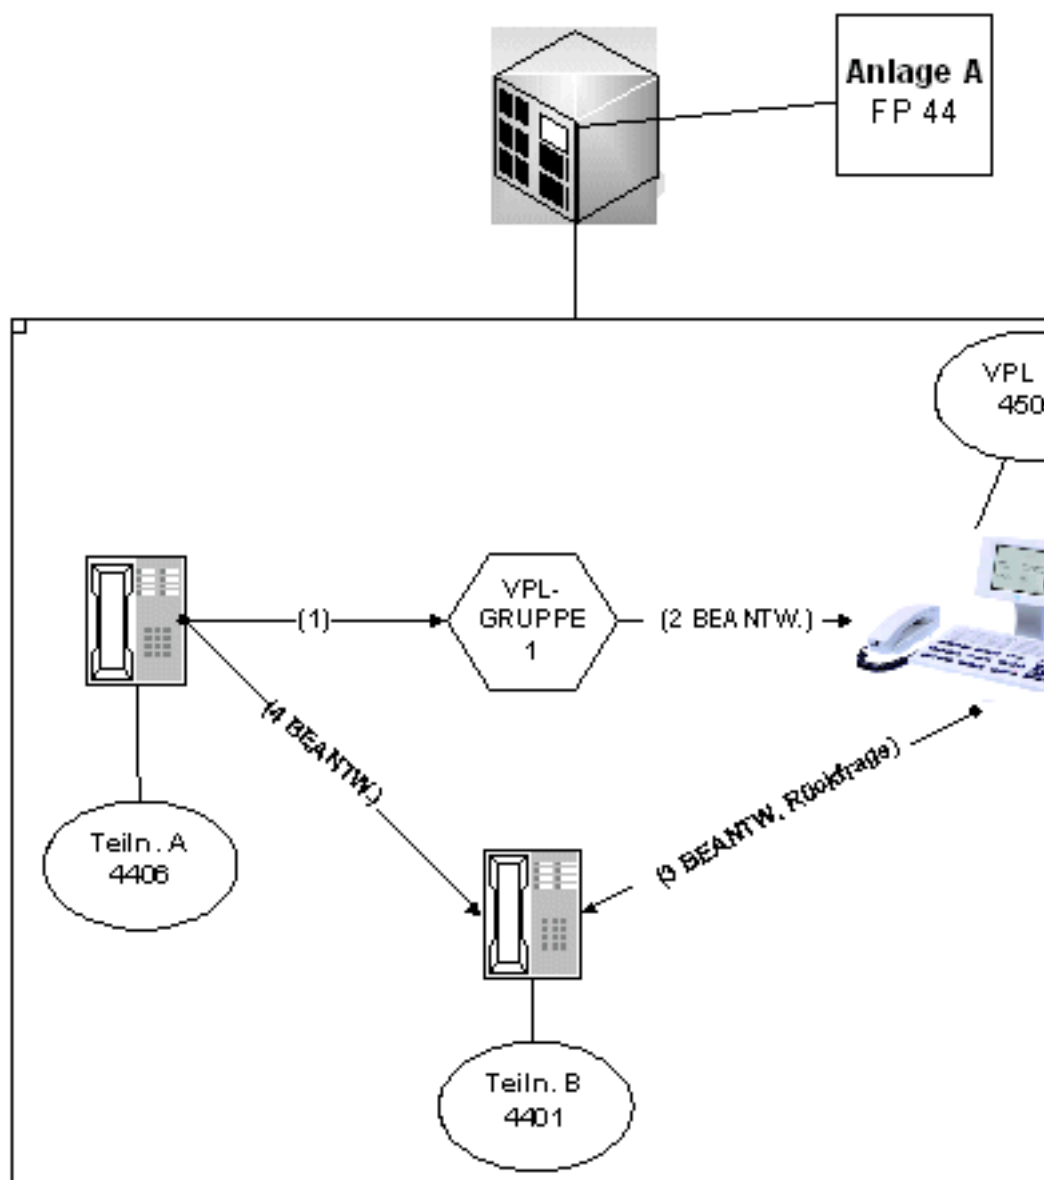 Anlage A
FP 44
VPL
450
VPL-
GRUPPE
1
(1)
(2 BEANTW.)
(4 BEANTW.)
(3 BEANTW, Rückfrage)
Teiln. A
4406
Teiln. B
4401